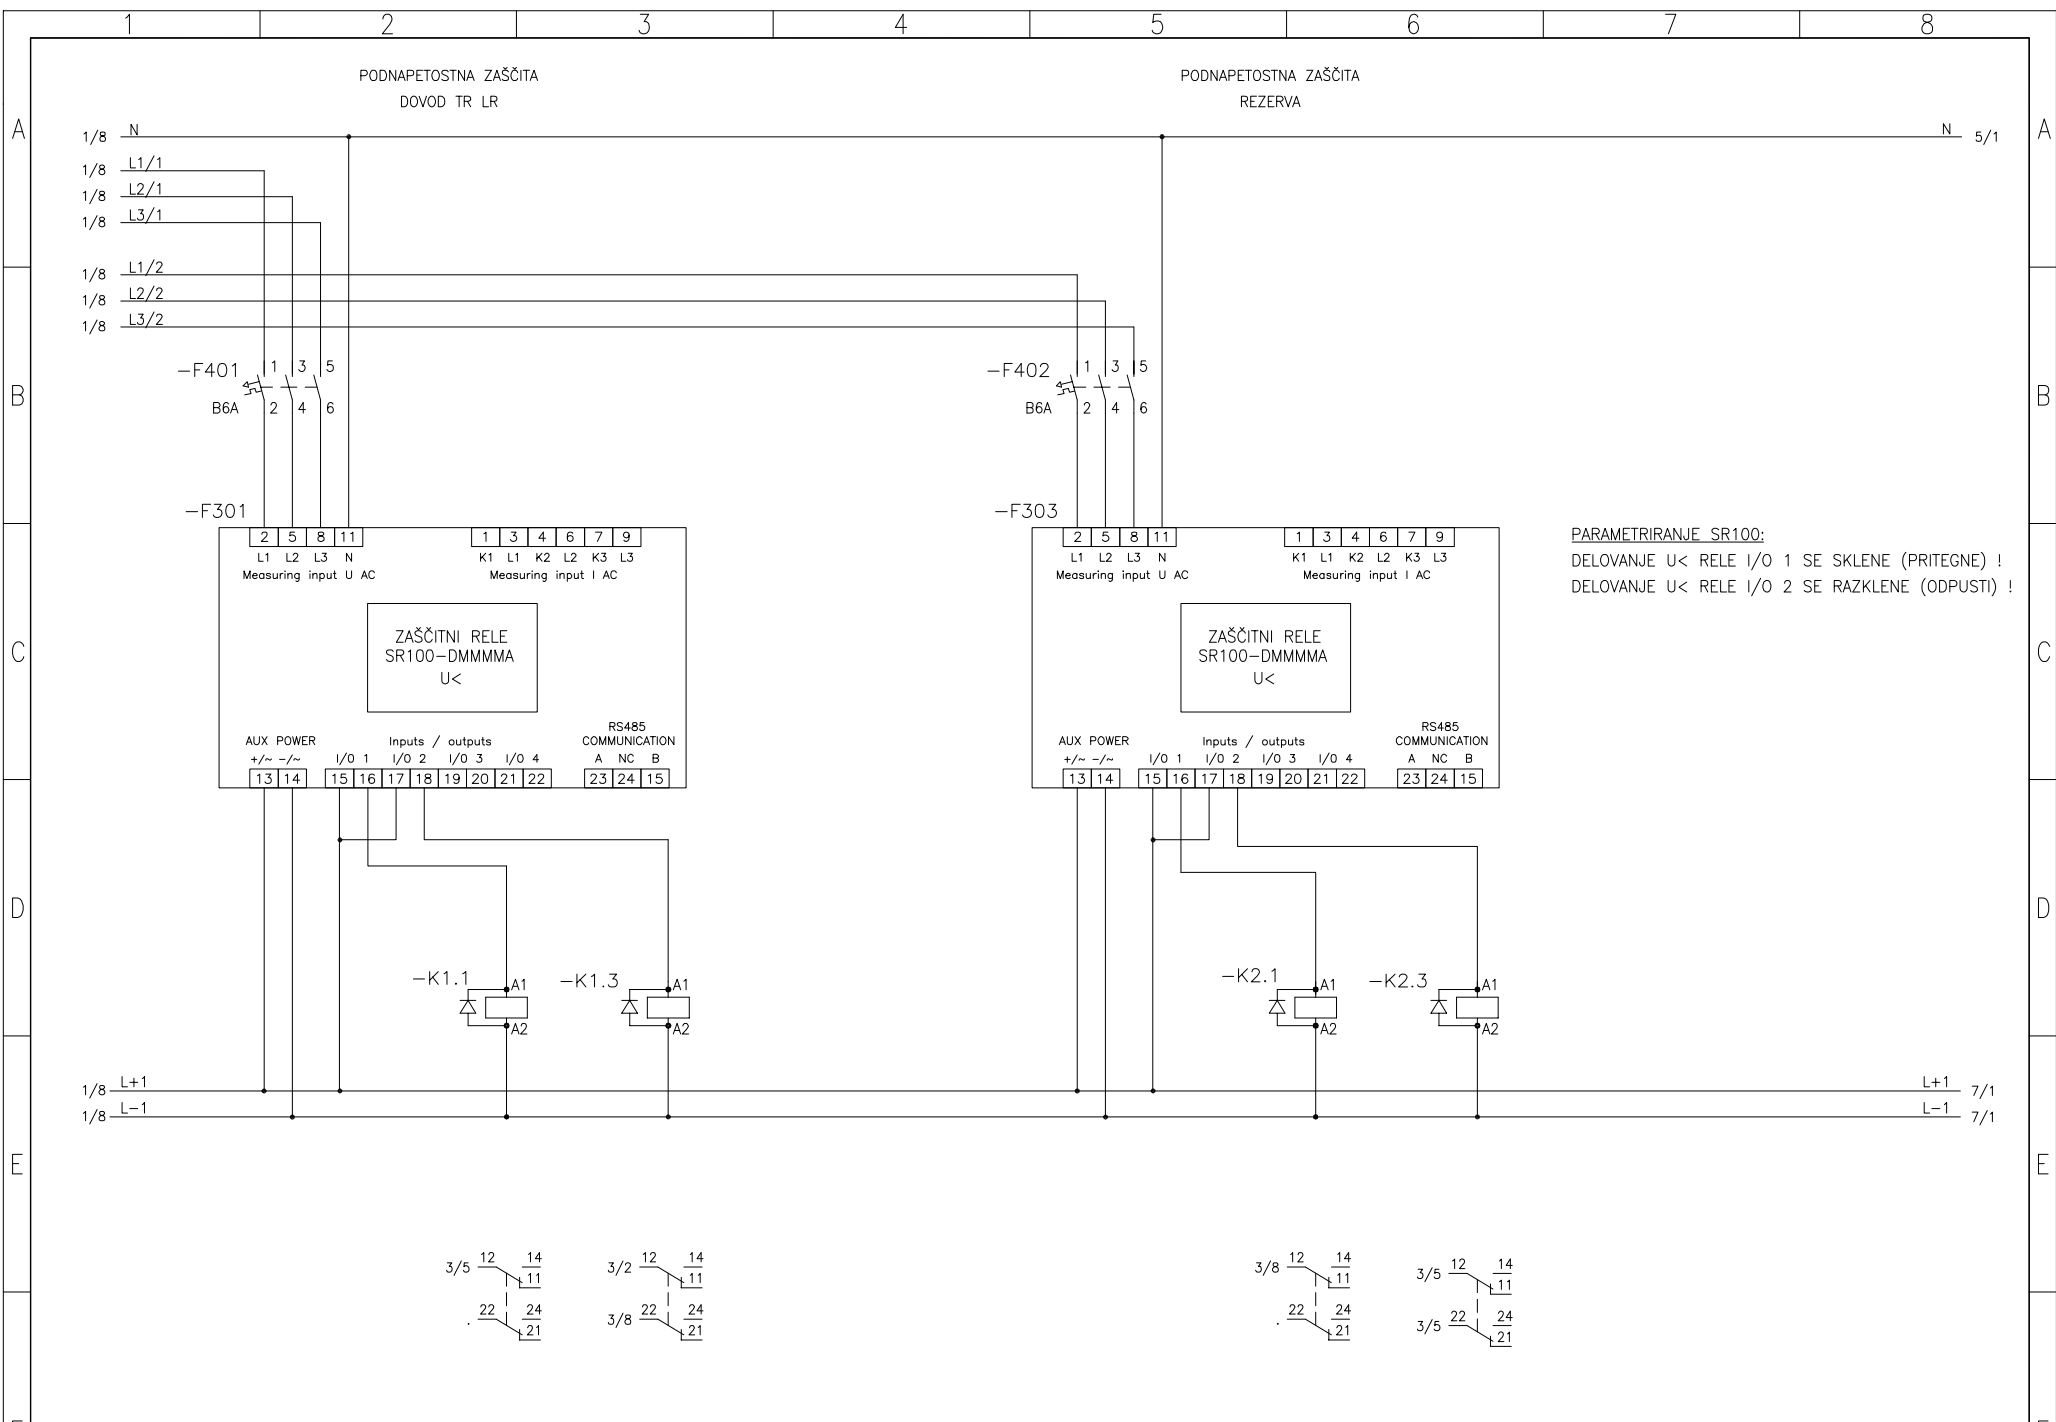 1 2 3 4 5 6 7 8
PODNAPETOSTNA ZAŠČITA
DOVOD TR LR
PODNAPETOSTNA ZAŠČITA
REZERVA
A A
1/8 N N 5/1
1/8 L1/1
1/8 L2/1
1/8 L3/1
1/8 L1/2
1/8 L2/2
1/8 L3/2
B B
-F401 1 3 5
B6A 2 4 6
-F402 1 3 5
B6A 2 4 6
-F301
2 5 8 11 1 3 4 6 7 9
L1 L2 L3 N K1 L1 K2 L2 K3 L3
Measuring input U AC Measuring input I AC
-F303
2 5 8 11 1 3 4 6 7 9
L1 L2 L3 N K1 L1 K2 L2 K3 L3
Measuring input U AC Measuring input I AC
PARAMETRIRANJE SR100:
DELOVANJE U< RELE I/O 1 SE SKLENE (PRITEGNE) !
DELOVANJE U< RELE I/O 2 SE RAZKLENE (ODPUSTI) !
C C
ZAŠČITNI RELE
SR100-DMMMMA
U<
ZAŠČITNI RELE
SR100-DMMMMA
U<
RS485
AUX POWER Inputs / outputs COMMUNICATION
+/~ -/~ I/O 1 I/O 2 I/O 3 I/O 4 A NC B
13 14 15 16 17 18 19 20 21 22 23 24 15
RS485
AUX POWER Inputs / outputs COMMUNICATION
+/~ -/~ I/O 1 I/O 2 I/O 3 I/O 4 A NC B
13 14 15 16 17 18 19 20 21 22 23 24 15
D D
-K1.1 A1
A2
-K1.3 A1
A2
-K2.1 A1
A2
-K2.3 A1
A2
1/8 L+1 L+1 7/1
1/8 L-1 L-1 7/1
E E
3/5 12 14
11
. 22 24
21
3/2 12 14
11
3/8 22 24
21
3/8 12 14
11
. 22 24
21
3/5 12 14
11
3/5 22 24
21